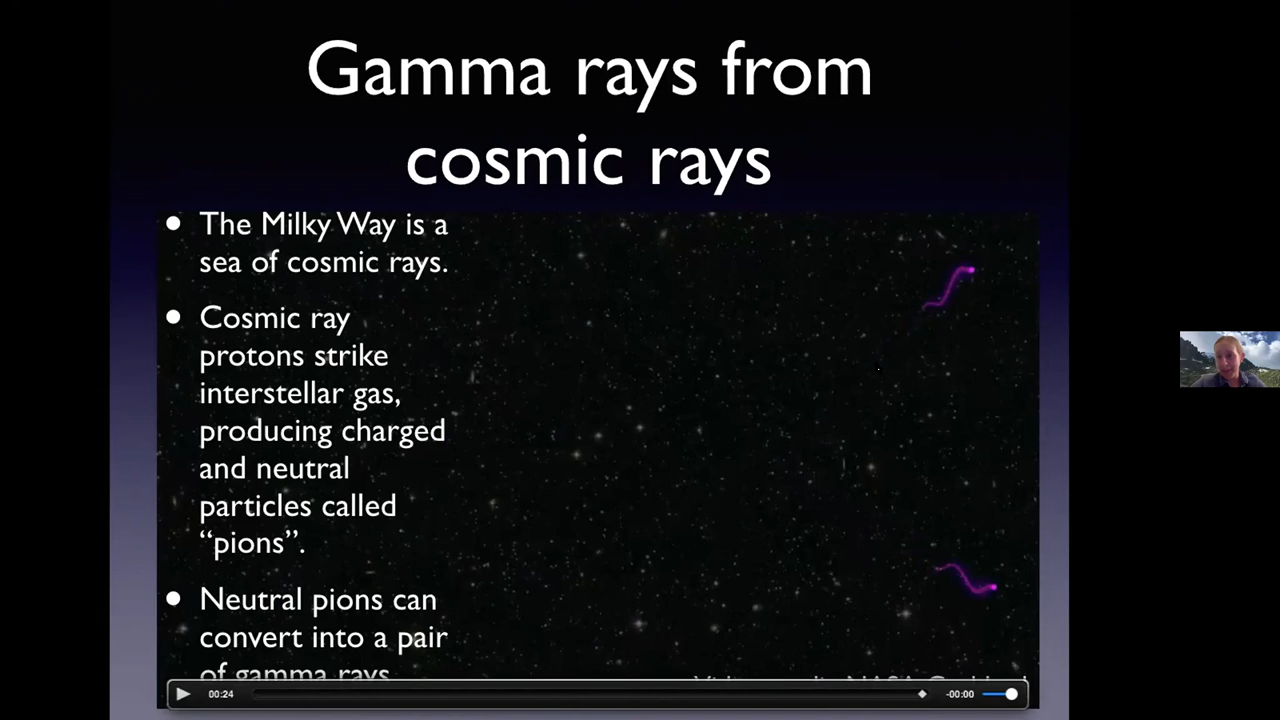 Gamma rays from
cosmic rays
• The Milky Way is a
sea of cosmic rays.
• Cosmic ray
protons strike
interstellar gas,
producing charged
and neutral
particles called
“pions”.
• Neutral pions can
convert into a pair
of gamma rays
00:24
-00:00